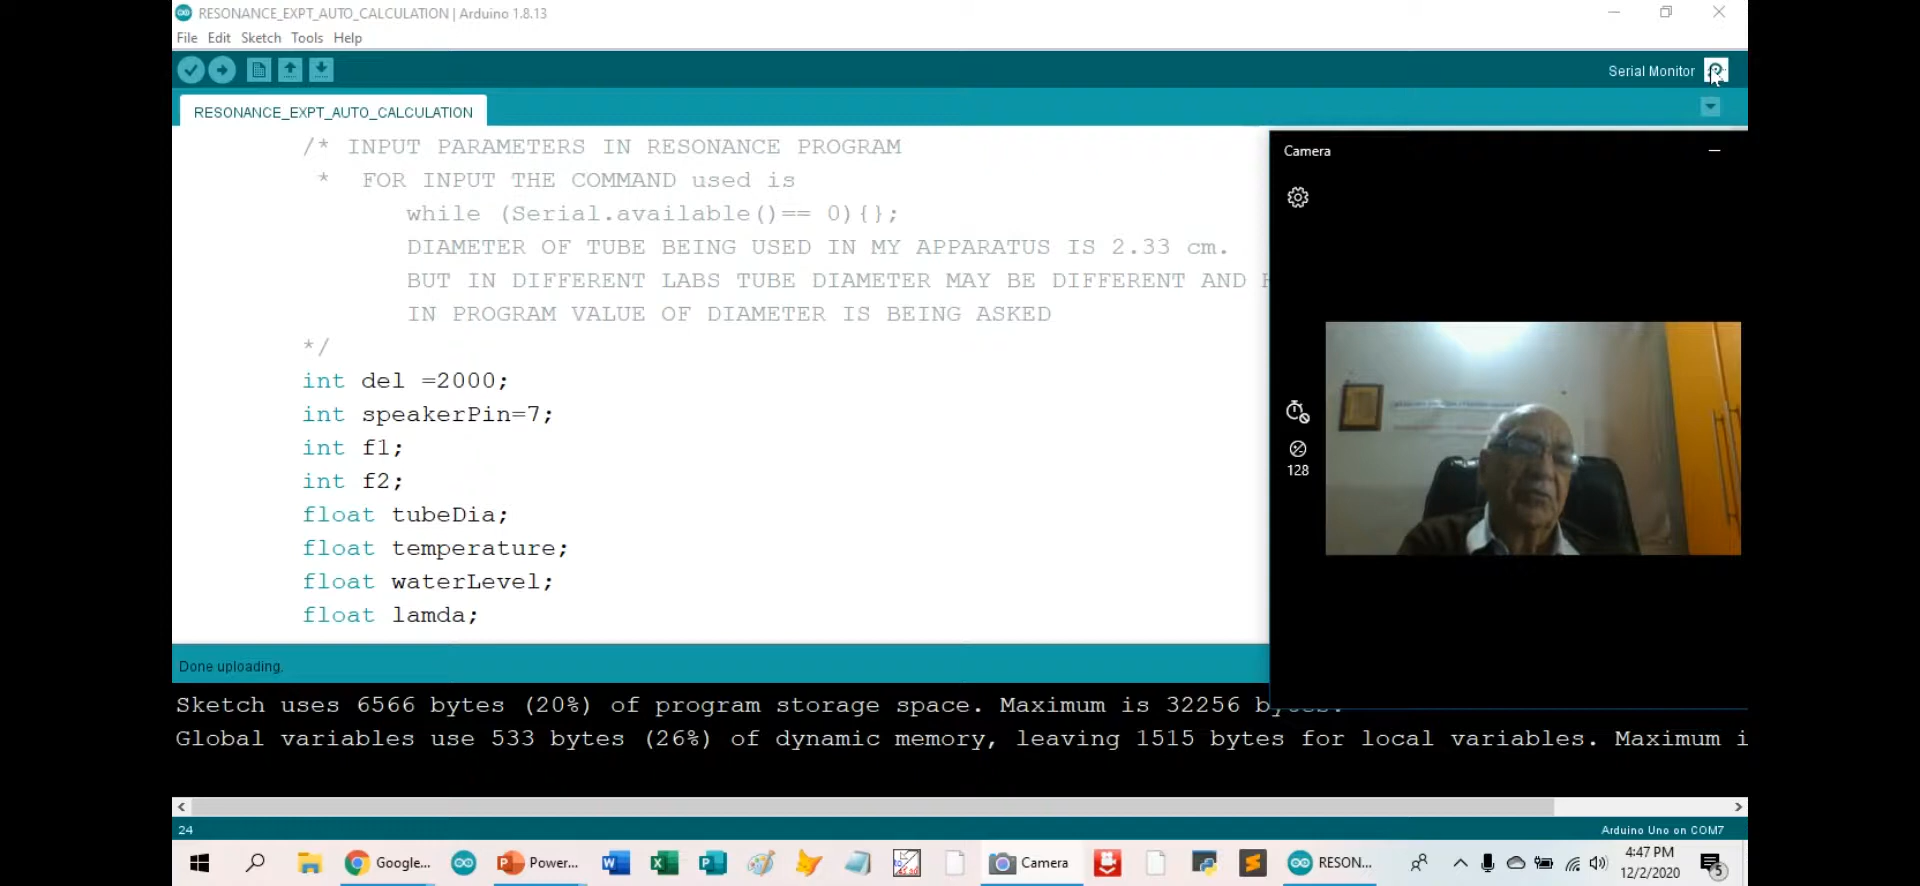 RESONANCE_EXPT_AUTO_CALCULATION | Arduino 1.8.13
File Edit Sketch Tools Help
Serial Monitor
RESONANCE_EXPT_AUTO_CALCULATION
/* INPUT PARAMETERS IN RESONANCE PROGRAM
* FOR INPUT THE COMMAND used is
while (Serial.available()== 0){};
DIAMETER OF TUBE BEING USED IN MY APPARATUS IS 2.33 cm.
BUT IN DIFFERENT LABS TUBE DIAMETER MAY BE DIFFERENT AND
IN PROGRAM VALUE OF DIAMETER IS BEING ASKED
*/
int del =2000;
int speakerPin=7;
int f1;
int f2;
float tubeDia;
float temperature;
float waterLevel;
float lamda;
Camera
128
Done uploading.
Sketch uses 6566 bytes (20%) of program storage space. Maximum is 32256 bytes.
Global variables use 533 bytes (26%) of dynamic memory, leaving 1515 bytes for local variables. Maximum i
24
Arduino Uno on COM7
Google...
Power...
Camera
RESON...
4:47 PM
12/2/2020
5